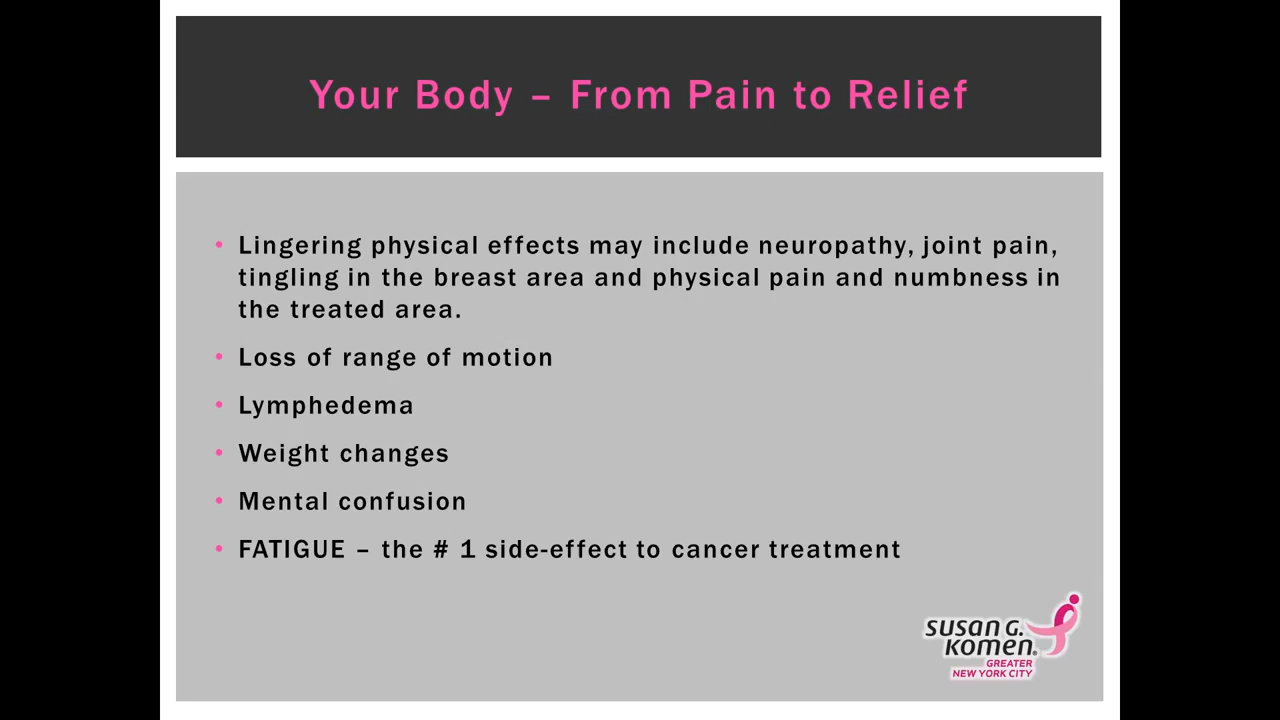 Your Body – From Pain to Relief
• Lingering physical effects may include neuropathy, joint pain,
tingling in the breast area and physical pain and numbness in
the treated area.
• Loss of range of motion
• Lymphedema
• Weight changes
• Mental confusion
• FATIGUE – the # 1 side-effect to cancer treatment
susan G.
komen®
GREATER
NEW YORK CITY